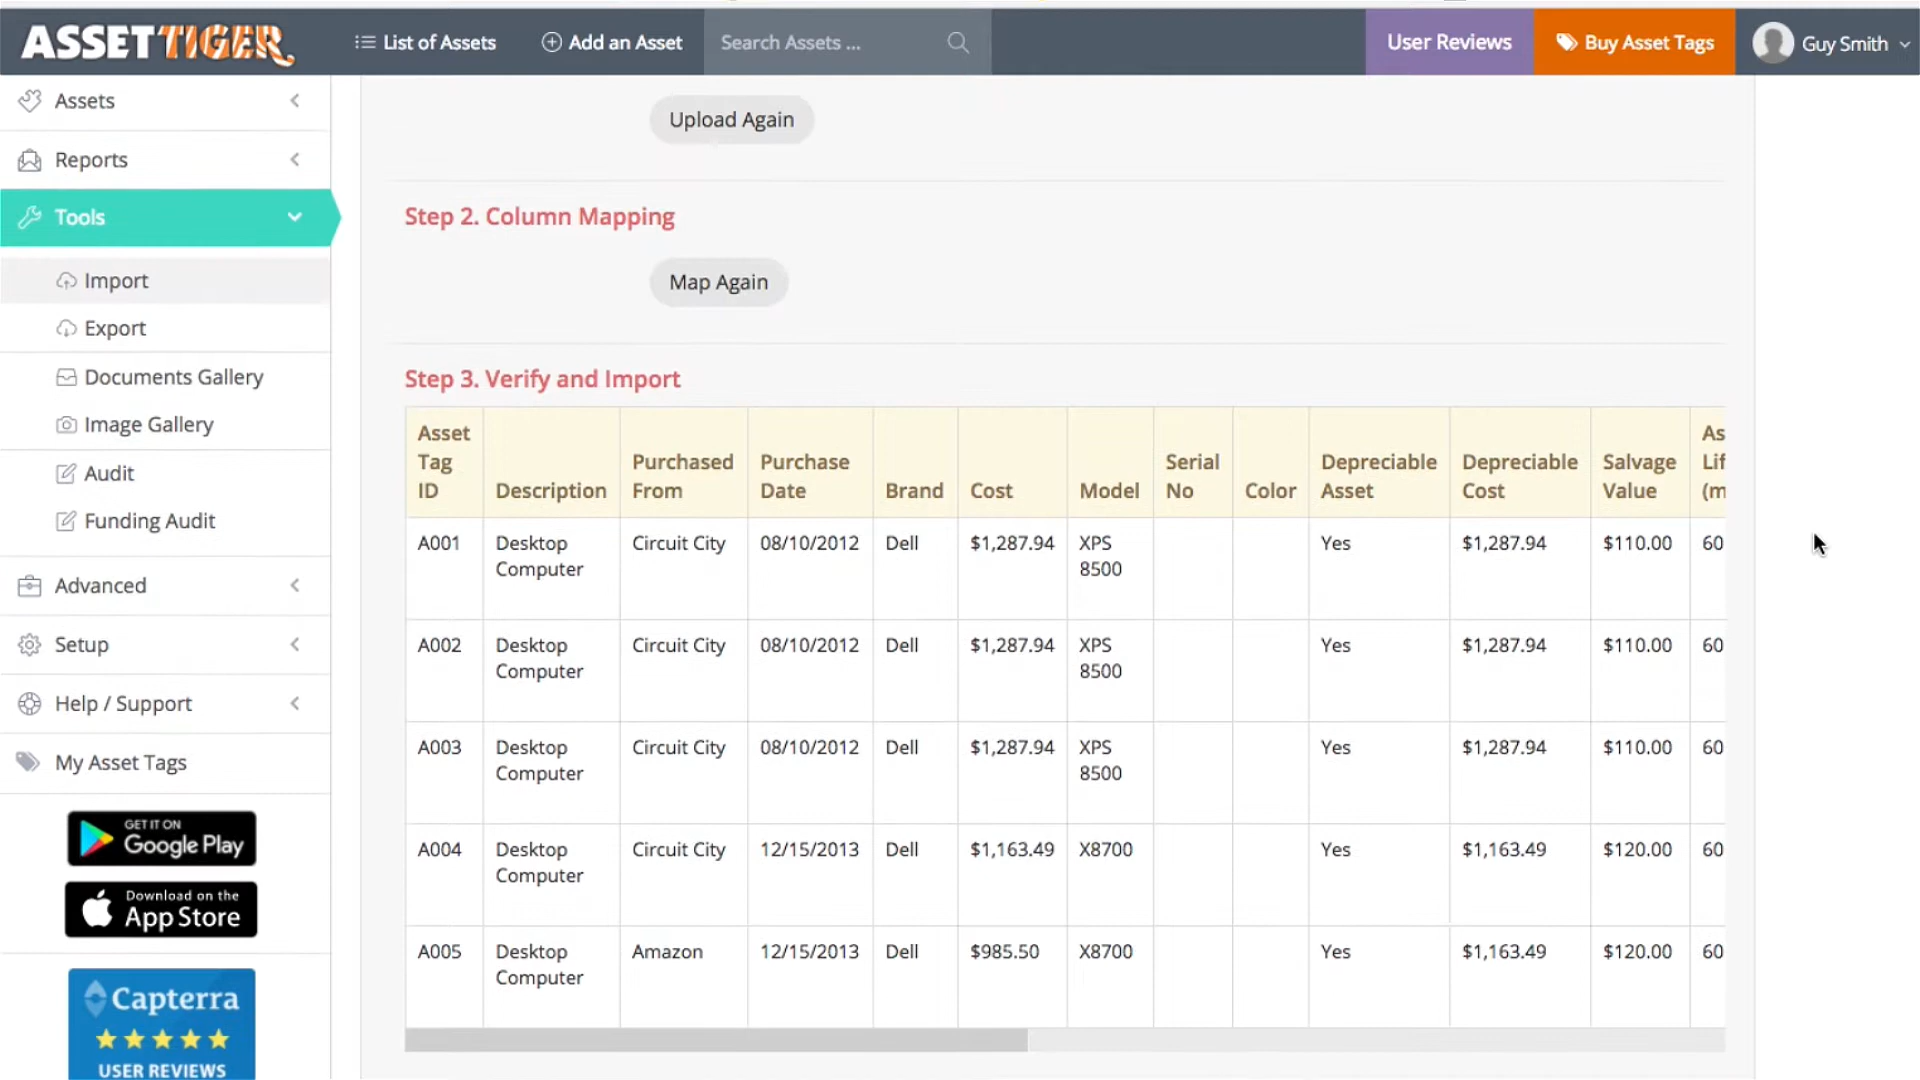 ASSETTIGER
List of Assets
Add an Asset
Search Assets ...
User Reviews
Buy Asset Tags
Guy Smith
Assets
Reports
Tools
Import
Export
Documents Gallery
Image Gallery
Audit
Funding Audit
Advanced
Setup
Help / Support
My Asset Tags
GET IT ON
Google Play
Download on the
App Store
Capterra
USER REVIEWS
Upload Again
Step 2. Column Mapping
Map Again
Step 3. Verify and Import
Asset Tag ID Description Purchased From Purchase Date Brand Cost Model Serial No Color Depreciable Asset Depreciable Cost Salvage Value As Lif (m
A001 Desktop Computer Circuit City 08/10/2012 Dell $1,287.94 XPS 8500 Yes $1,287.94 $110.00 60
A002 Desktop Computer Circuit City 08/10/2012 Dell $1,287.94 XPS 8500 Yes $1,287.94 $110.00 60
A003 Desktop Computer Circuit City 08/10/2012 Dell $1,287.94 XPS 8500 Yes $1,287.94 $110.00 60
A004 Desktop Computer Circuit City 12/15/2013 Dell $1,163.49 X8700 Yes $1,163.49 $120.00 60
A005 Desktop Computer Amazon 12/15/2013 Dell $985.50 X8700 Yes $1,163.49 $120.00 60